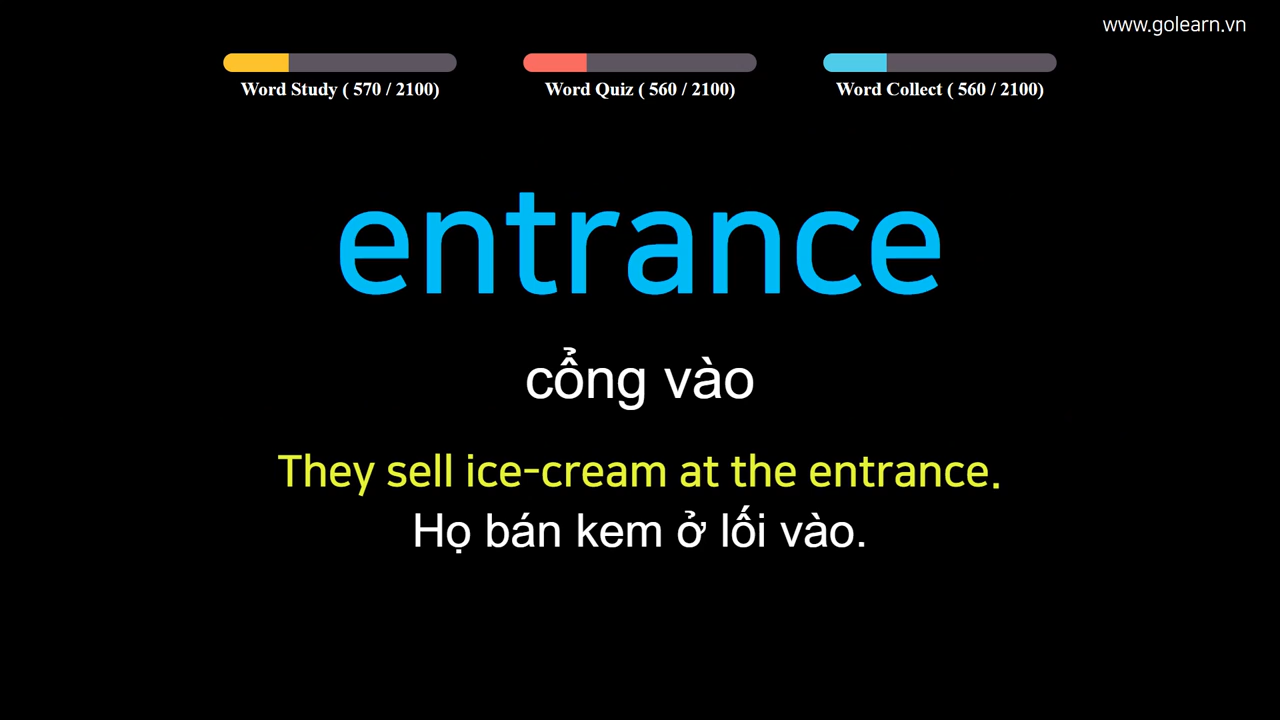 www.golearn.vn
Word Study ( 570 / 2100)
Word Quiz ( 560 / 2100)
Word Collect ( 560 / 2100)
entrance
cổng vào
They sell ice-cream at the entrance.
Họ bán kem ở lối vào.